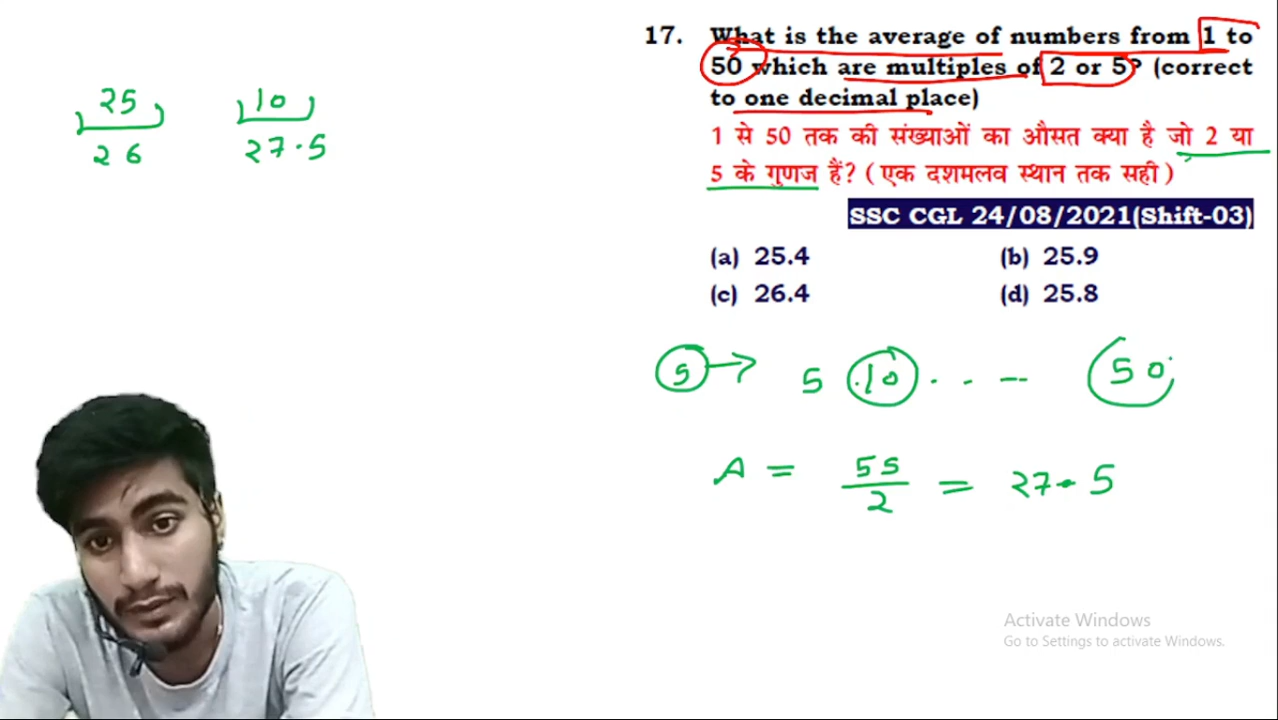 17. What is the average of numbers from 1 to
50 which are multiples of 2 or 5? (correct
to one decimal place)
1 से 50 तक की संख्याओं का औसत क्या है जो 2 या
5 के गुणज हैं? (एक दशमलव स्थान तक सही)
SSC CGL 24/08/2021(Shift-03)
(a) 25.4 (b) 25.9
(c) 26.4 (d) 25.8
25 10
26 27.5
5 → 5 10 . . - - 50
A = 55/2 = 27.5
Activate Windows
Go to Settings to activate Windows.